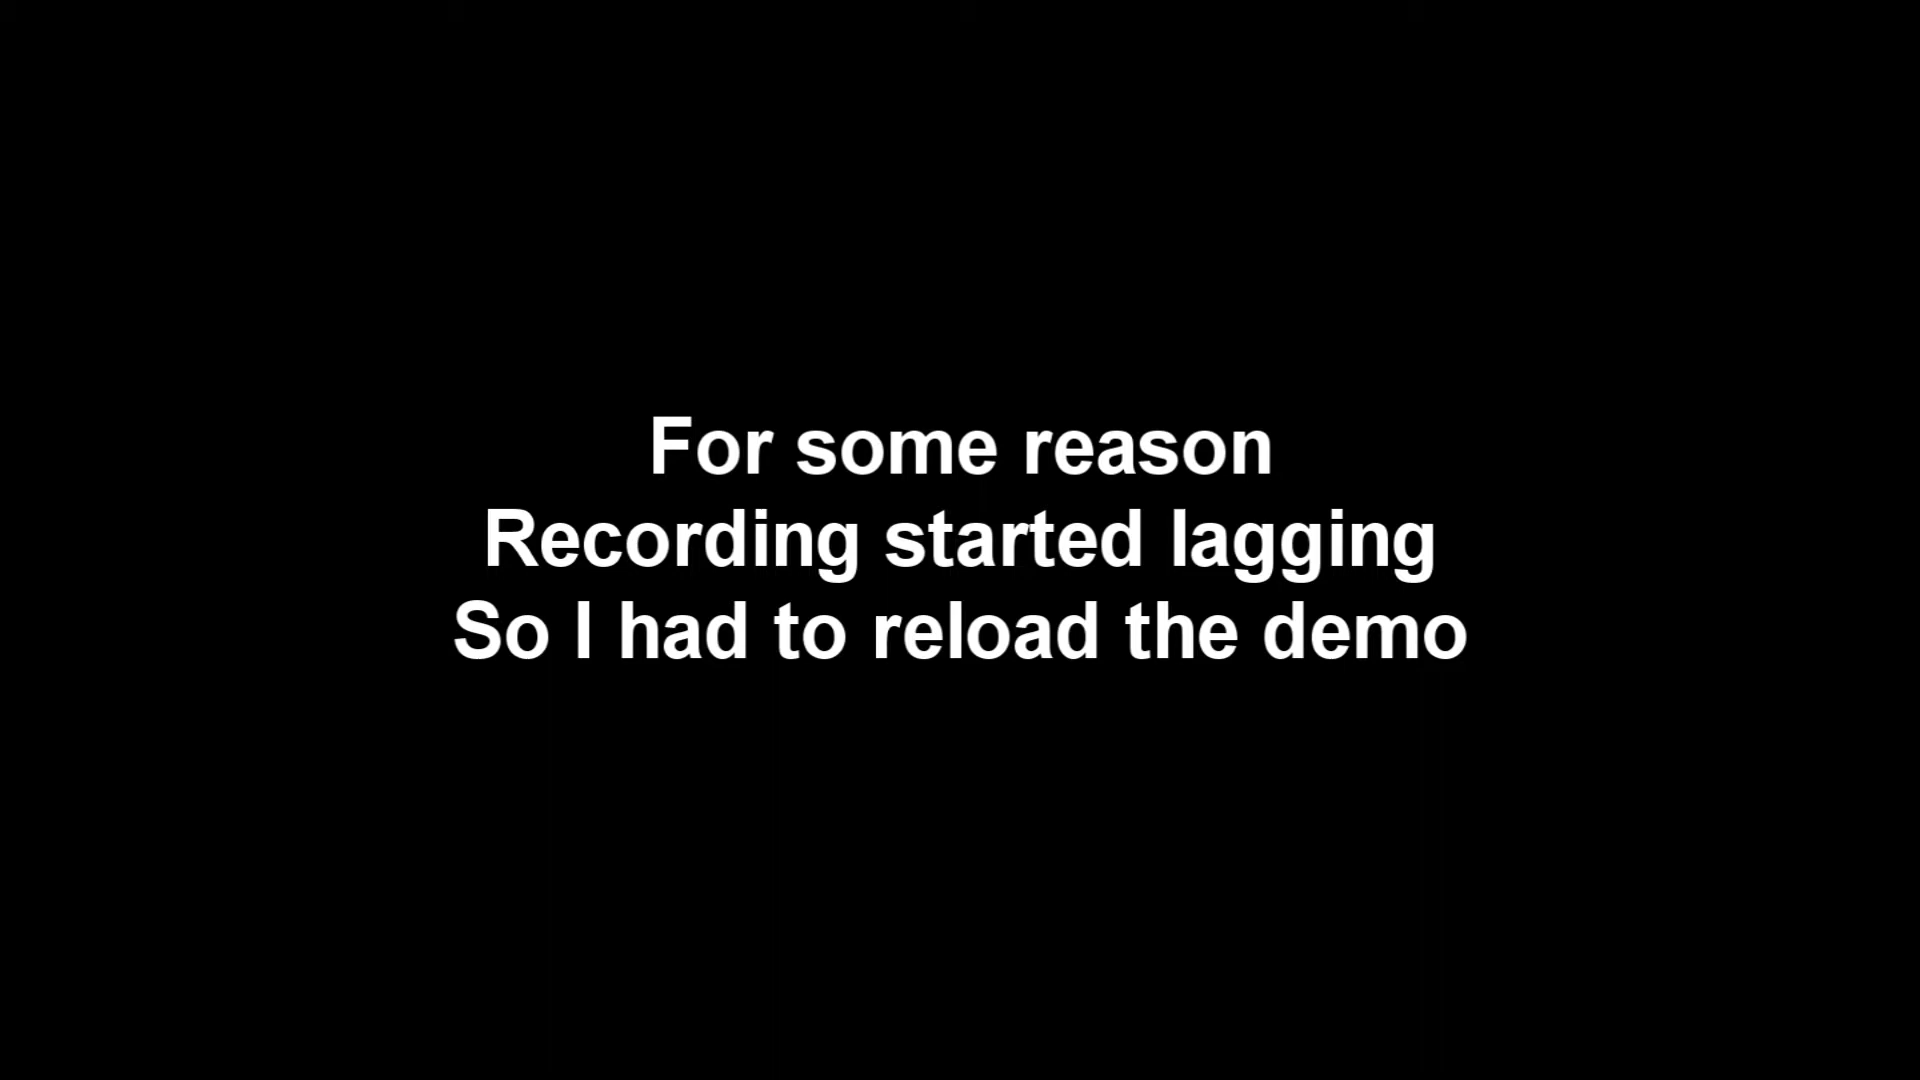 For some reason
Recording started lagging
So I had to reload the demo